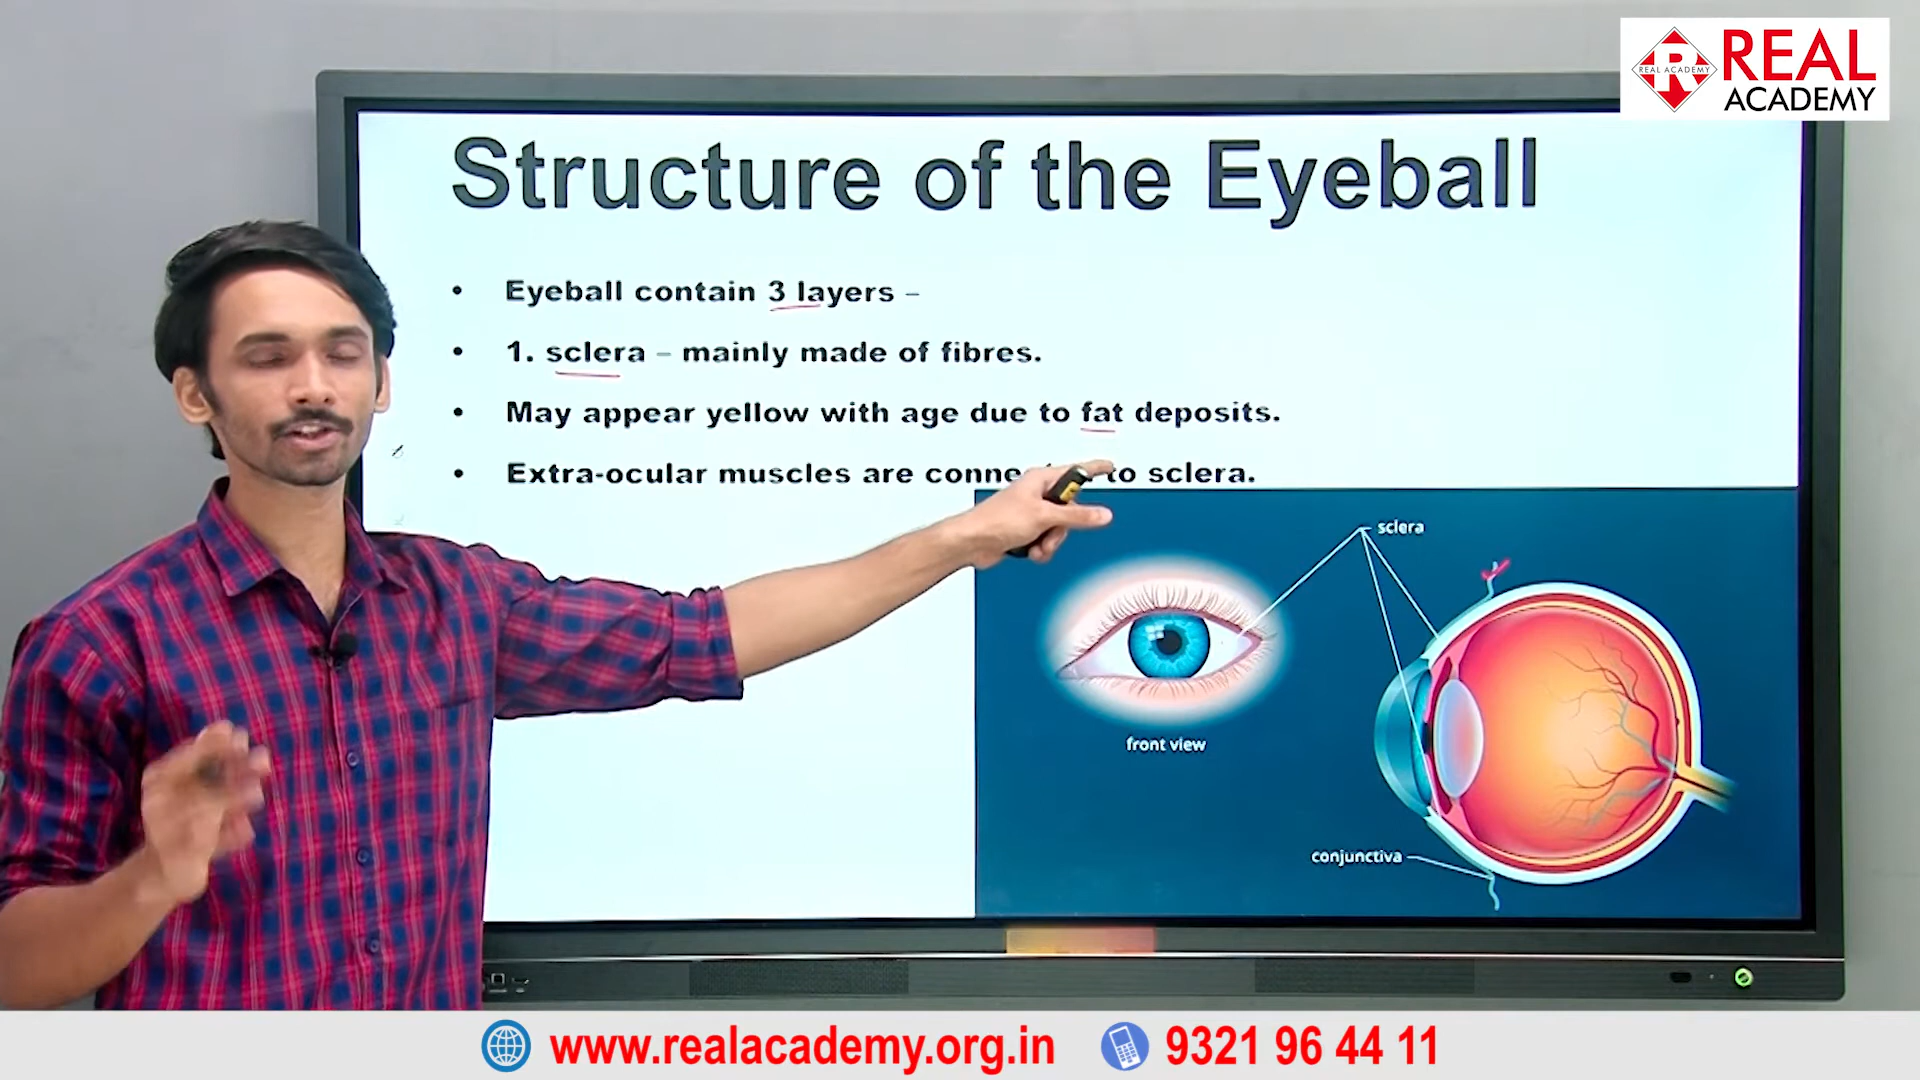 REAL ACADEMY
REAL
ACADEMY
Structure of the Eyeball
• Eyeball contain 3 layers –
• 1. sclera – mainly made of fibres.
• May appear yellow with age due to fat deposits.
• Extra-ocular muscles are to sclera.
sclera
front view
conjunctiva
www.realacademy.org.in
9321 96 44 11